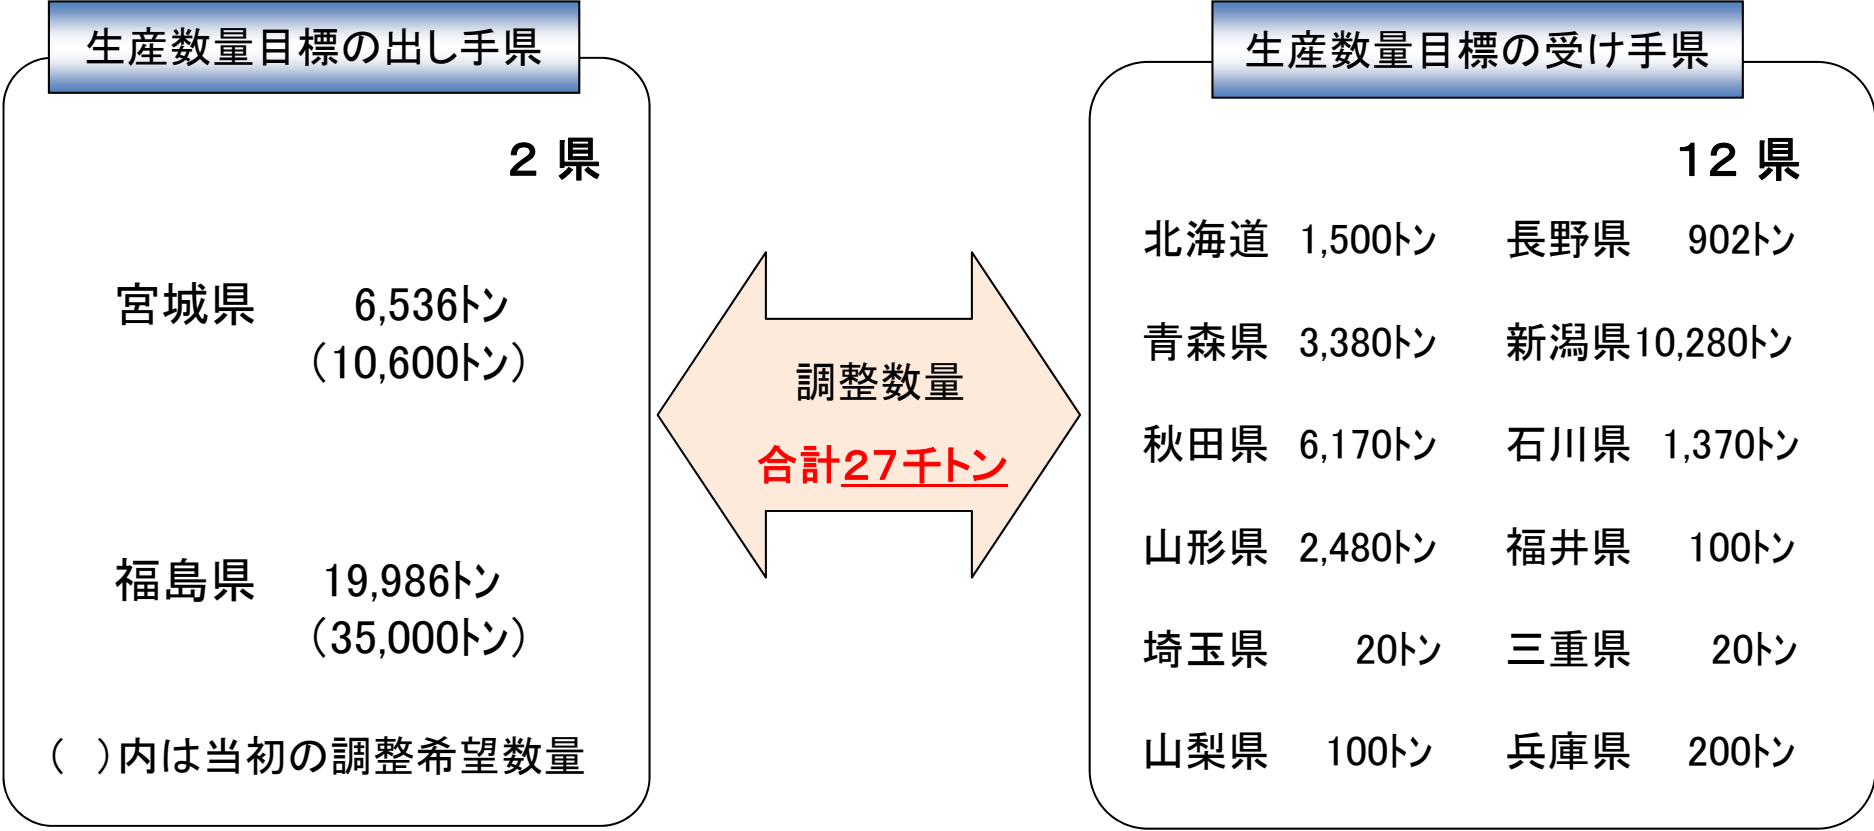 生産数量目標の出し手県
２ 県
宮城県 6,536ﾄﾝ
（10,600ﾄﾝ）
福島県 19,986ﾄﾝ
（35,000ﾄﾝ）
（ ）内は当初の調整希望数量
調整数量
合計２７千トン
生産数量目標の受け手県
１２ 県
北海道 1,500ﾄﾝ 長野県 902ﾄﾝ
青森県 3,380ﾄﾝ 新潟県 10,280ﾄﾝ
秋田県 6,170ﾄﾝ 石川県 1,370ﾄﾝ
山形県 2,480ﾄﾝ 福井県 100ﾄﾝ
埼玉県 20ﾄﾝ 三重県 20ﾄﾝ
山梨県 100ﾄﾝ 兵庫県 200ﾄﾝ